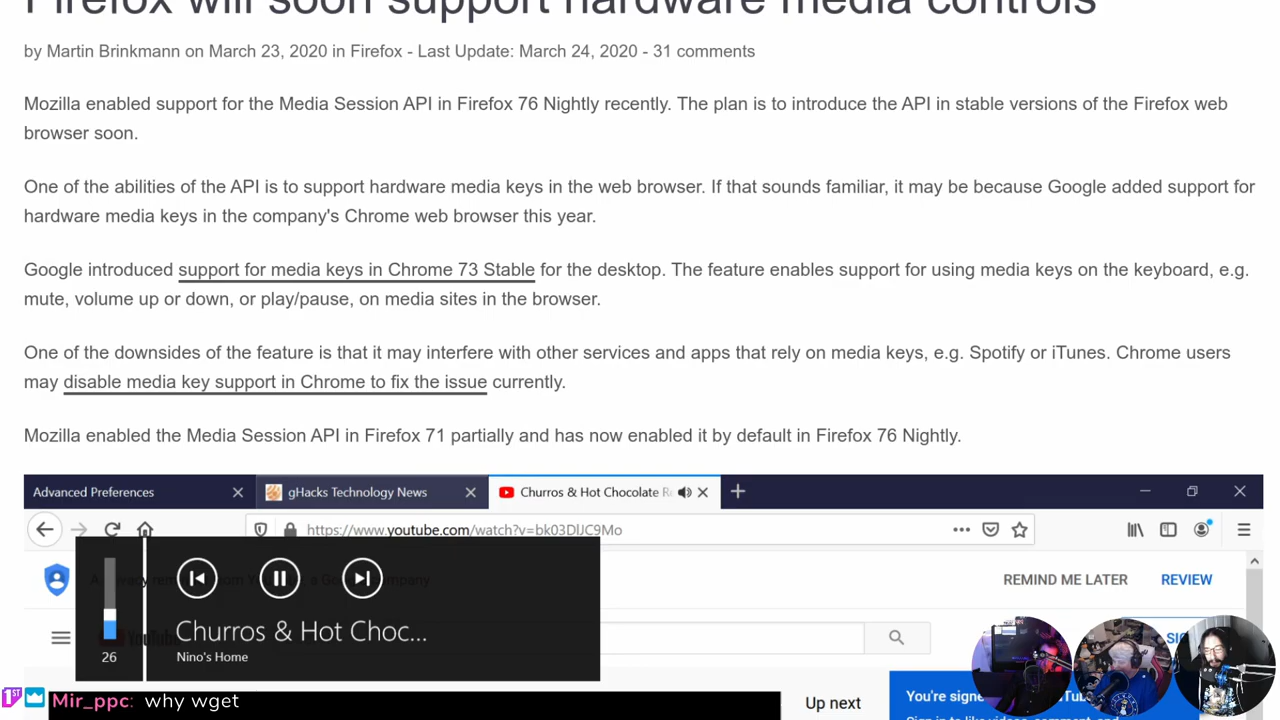 Firefox will soon support hardware media controls
by Martin Brinkmann on March 23, 2020 in Firefox - Last Update: March 24, 2020 - 31 comments
Mozilla enabled support for the Media Session API in Firefox 76 Nightly recently. The plan is to introduce the API in stable versions of the Firefox web
browser soon.
One of the abilities of the API is to support hardware media keys in the web browser. If that sounds familiar, it may be because Google added support for
hardware media keys in the company's Chrome web browser this year.
Google introduced support for media keys in Chrome 73 Stable for the desktop. The feature enables support for using media keys on the keyboard, e.g.
mute, volume up or down, or play/pause, on media sites in the browser.
One of the downsides of the feature is that it may interfere with other services and apps that rely on media keys, e.g. Spotify or iTunes. Chrome users
may disable media key support in Chrome to fix the issue currently.
Mozilla enabled the Media Session API in Firefox 71 partially and has now enabled it by default in Firefox 76 Nightly.
Advanced Preferences
gHacks Technology News
Churros & Hot Chocolate R
https://www.youtube.com/watch?v=bk03DlJC9Mo
REMIND ME LATER
REVIEW
Churros & Hot Choc...
26
Nino's Home
You're signe
1ST
Mir_ppc: why wget
Up next